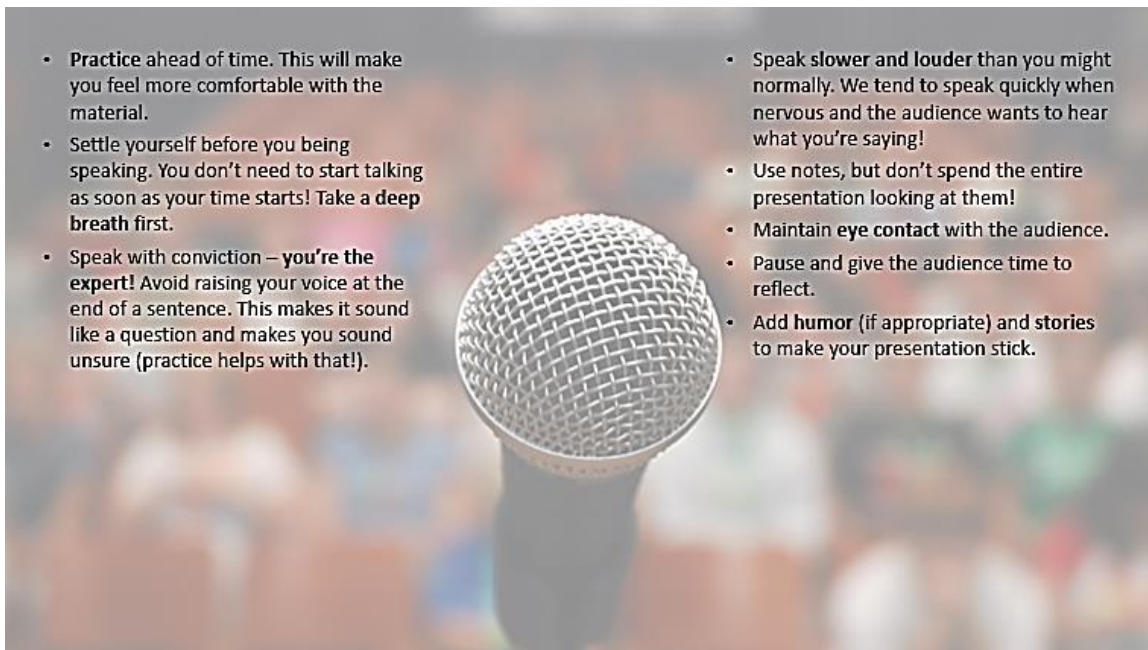 • Practice ahead of time. This will make
you feel more comfortable with the
material.
• Settle yourself before you being
speaking. You don’t need to start talking
as soon as your time starts! Take a deep
breath first.
• Speak with conviction – you’re the
expert! Avoid raising your voice at the
end of a sentence. This makes it sound
like a question and makes you sound
unsure (practice helps with that!).
• Speak slower and louder than you might
normally. We tend to speak quickly when
nervous and the audience wants to hear
what you’re saying!
• Use notes, but don’t spend the entire
presentation looking at them!
• Maintain eye contact with the audience.
• Pause and give the audience time to
reflect.
• Add humor (if appropriate) and stories
to make your presentation stick.